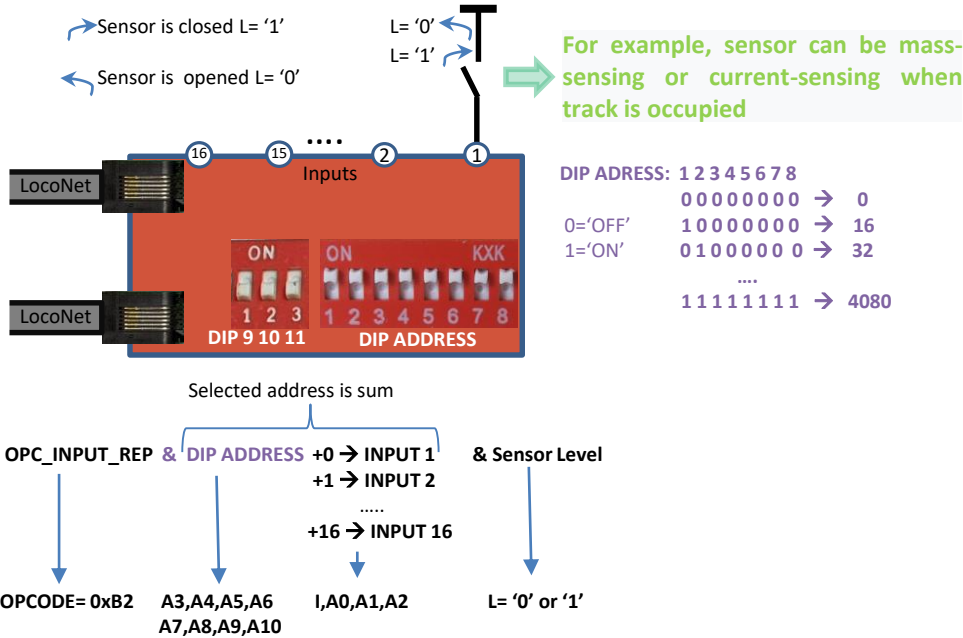 Sensor is closed L= ‘1’
L= ‘0’
L= ‘1’
Sensor is opened L= ‘0’
For example, sensor can be mass-
sensing or current-sensing when
track is occupied
16 15 .... 2 1
Inputs
LocoNet
LocoNet
ON
1 2 3
DIP 9 10 11
ON KXK
1 2 3 4 5 6 7 8
DIP ADDRESS
DIP ADRESS: 1 2 3 4 5 6 7 8
0 0 0 0 0 0 0 0 → 0
0=‘OFF’ 1 0 0 0 0 0 0 0 → 16
1=‘ON’ 0 1 0 0 0 0 0 0 → 32
....
1 1 1 1 1 1 1 1 → 4080
Selected address is sum
OPC_INPUT_REP & DIP ADDRESS +0 → INPUT 1 & Sensor Level
+1 → INPUT 2
.....
+16 → INPUT 16
OPCODE= 0xB2 A3,A4,A5,A6 I,A0,A1,A2 L= ‘0’ or ‘1’
A7,A8,A9,A10